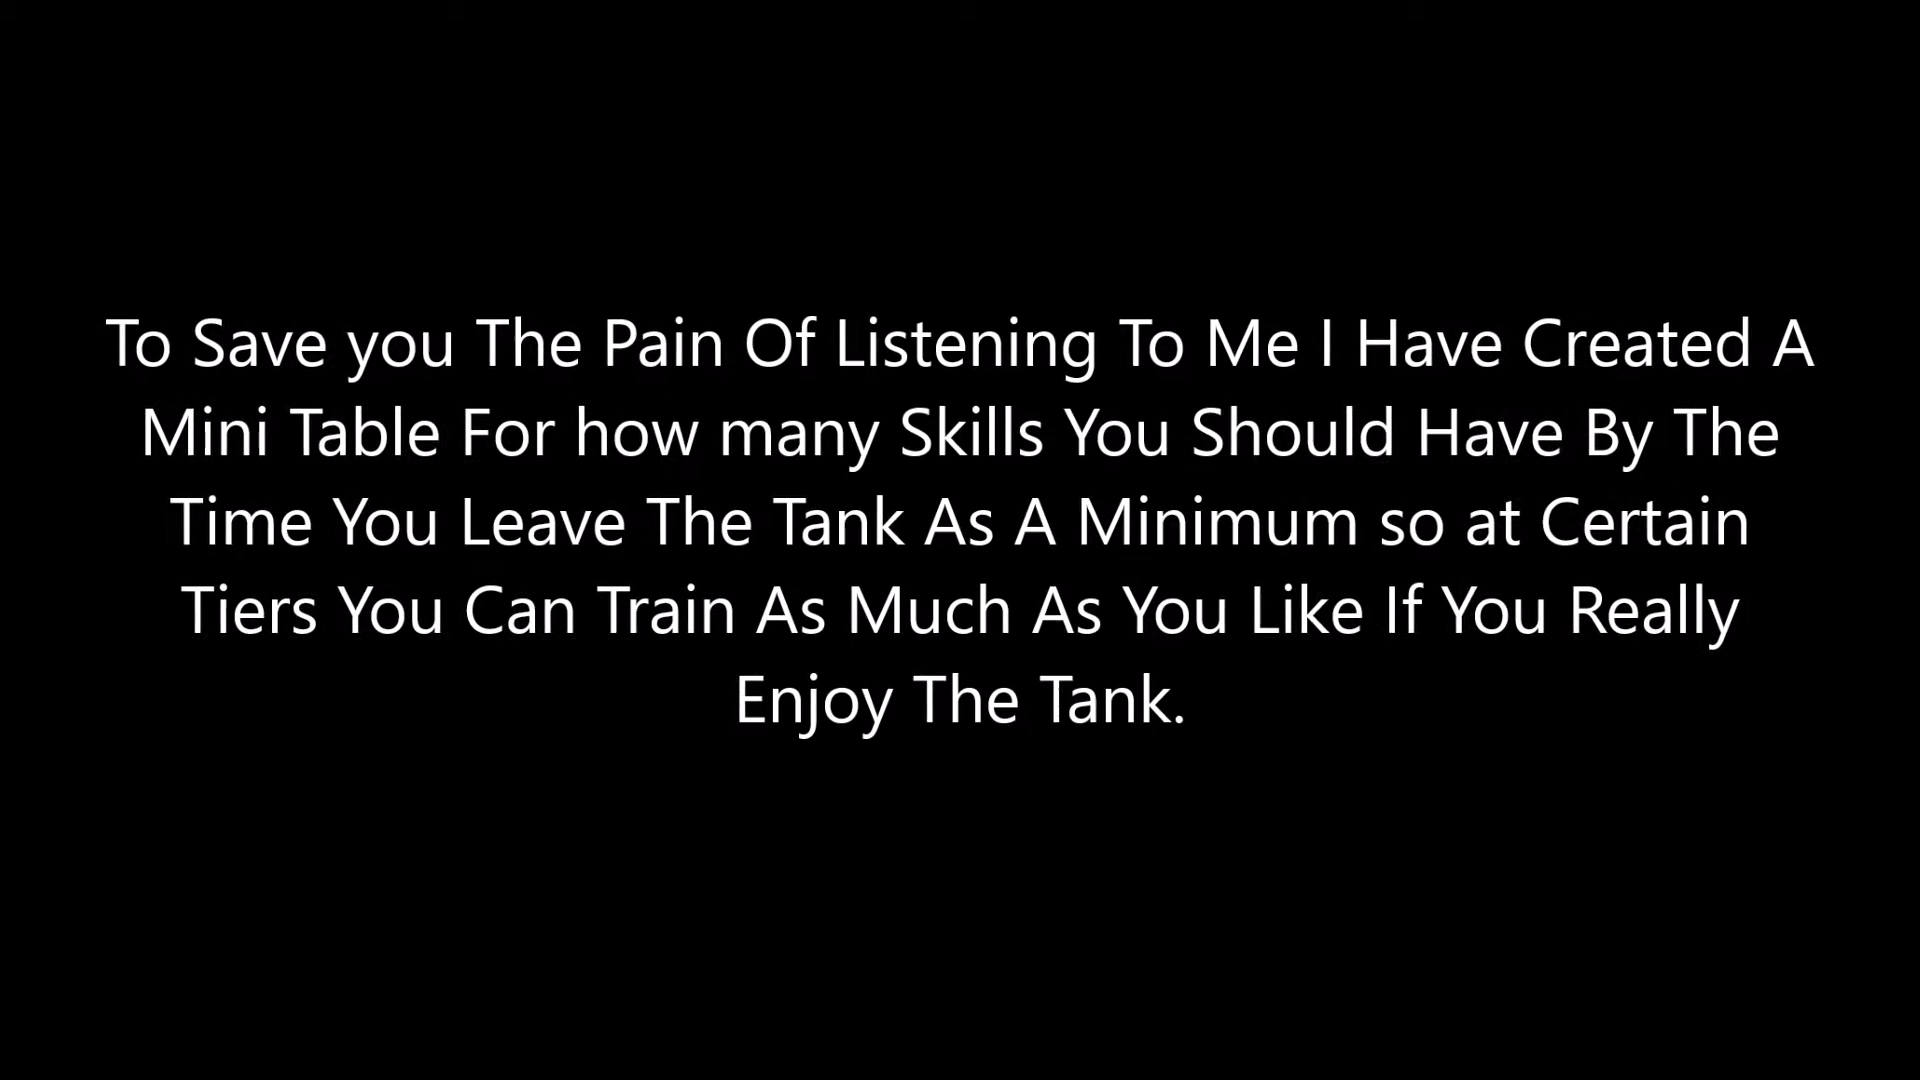 To Save you The Pain Of Listening To Me I Have Created A
Mini Table For how many Skills You Should Have By The
Time You Leave The Tank As A Minimum so at Certain
Tiers You Can Train As Much As You Like If You Really
Enjoy The Tank.